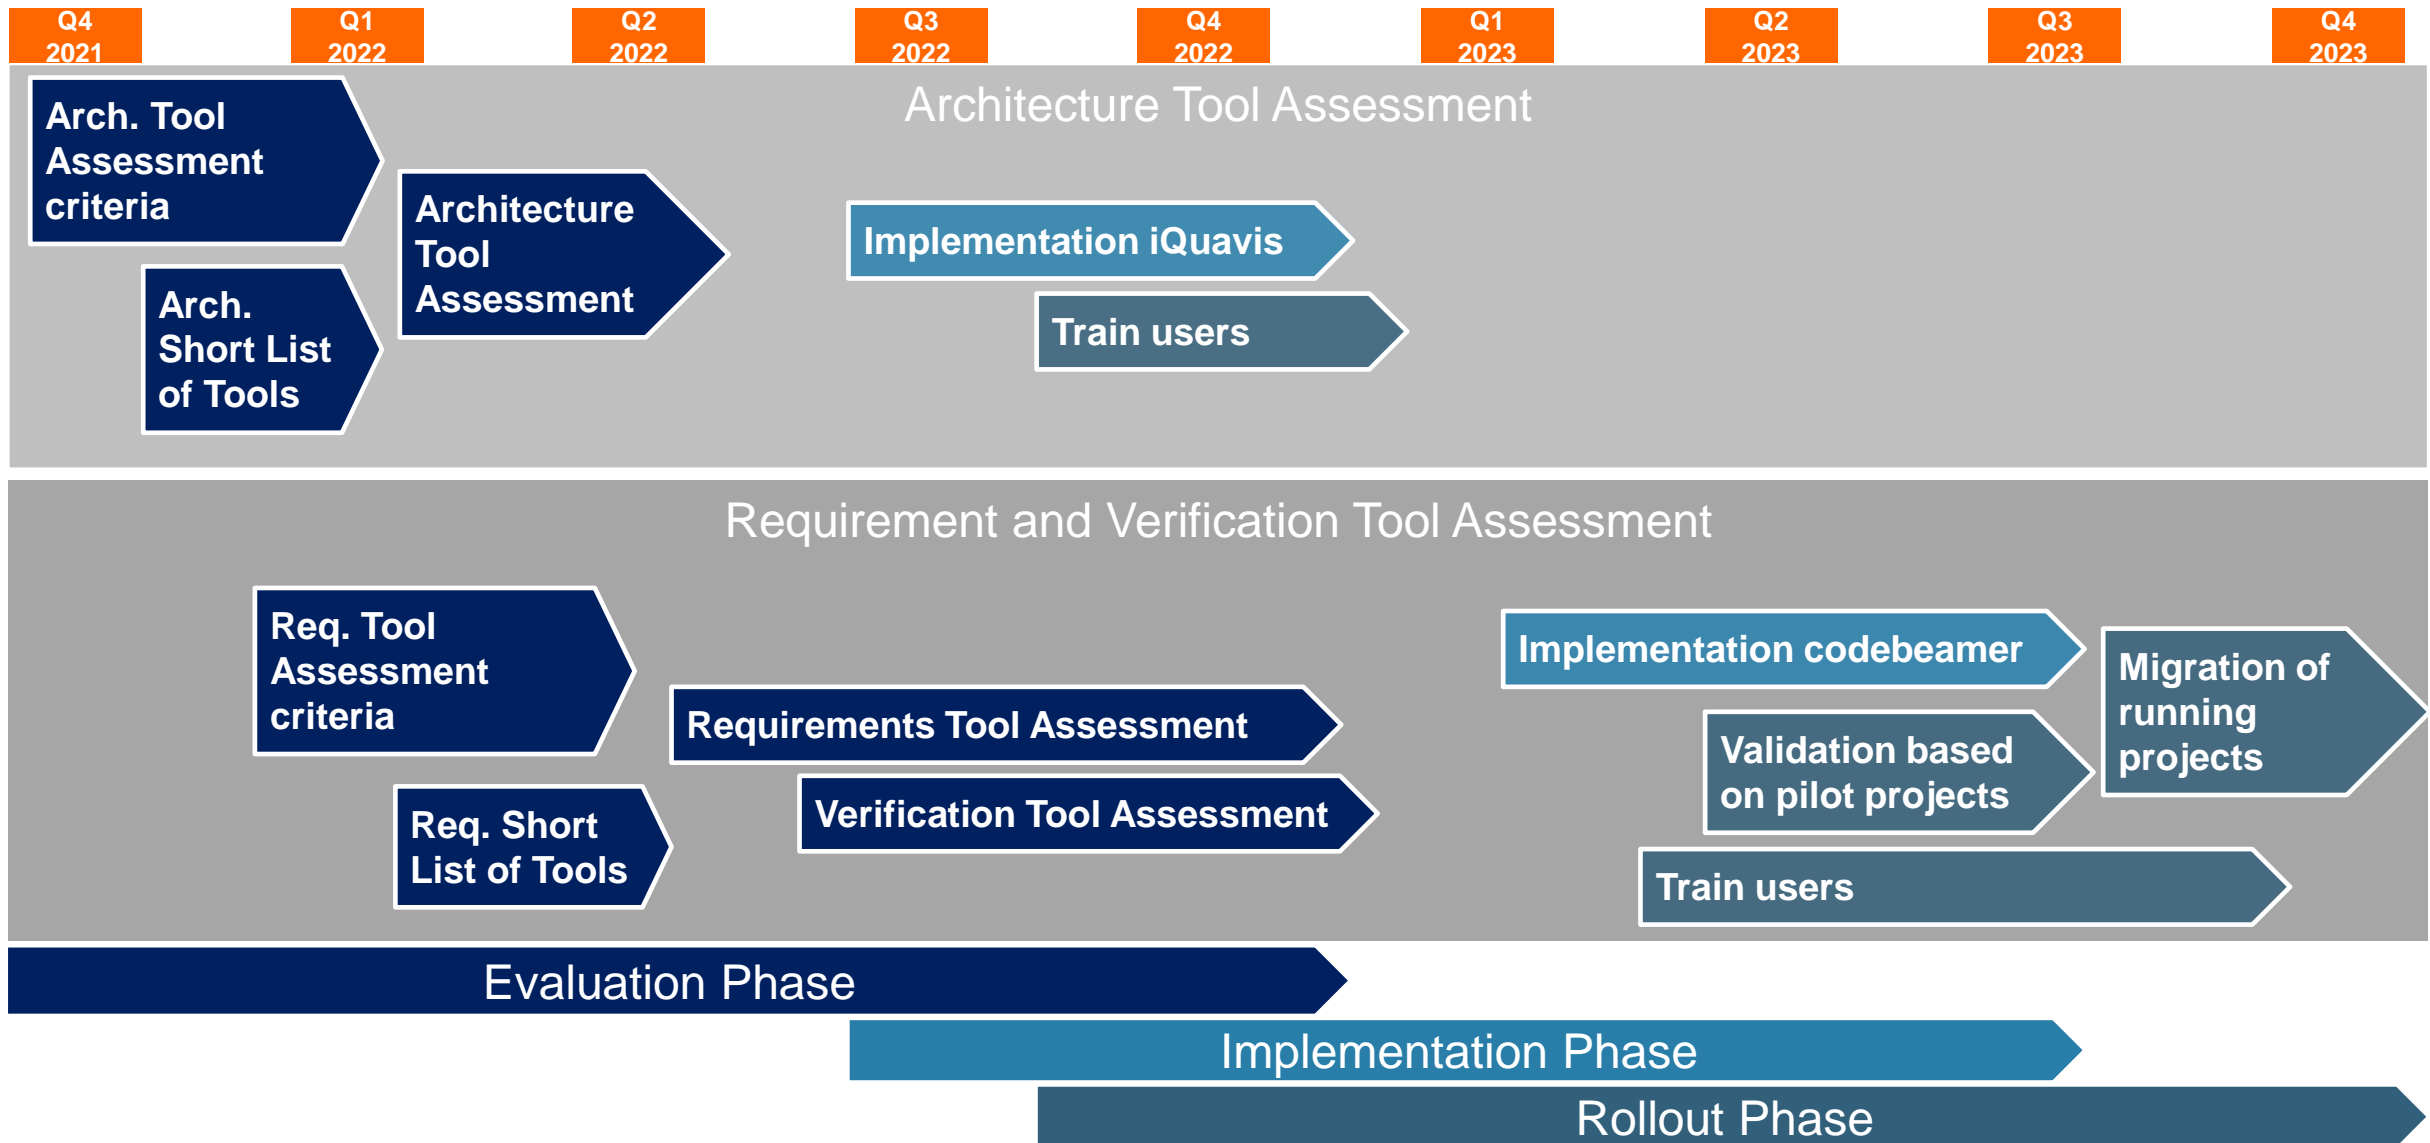 Q4
2021
Q1
2022
Q2
2022
Q3
2022
Q4
2022
Q1
2023
Q2
2023
Q3
2023
Q4
2023
Architecture Tool Assessment
Arch. Tool
Assessment
criteria
Arch.
Short List
of Tools
Architecture
Tool
Assessment
Implementation iQuavis
Train users
Requirement and Verification Tool Assessment
Req. Tool
Assessment
criteria
Req. Short
List of Tools
Requirements Tool Assessment
Verification Tool Assessment
Implementation codebeamer
Validation based
on pilot projects
Train users
Migration of
running
projects
Evaluation Phase
Implementation Phase
Rollout Phase